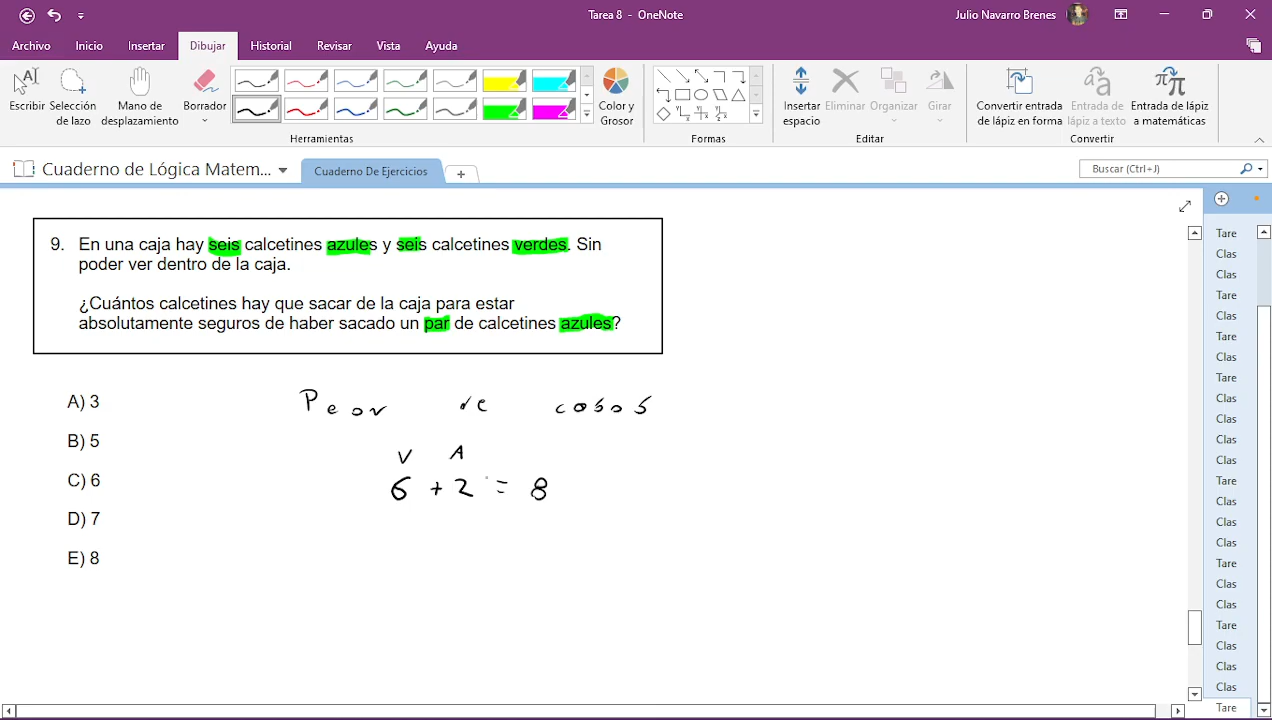 Tarea 8 - OneNote
Julio Navarro Brenes
Archivo Inicio Insertar Dibujar Historial Revisar Vista Ayuda
Escribir
Selección de lazo
Mano de desplazamiento
Borrador
Color y Grosor
Insertar espacio
Eliminar
Organizar
Girar
Convertir entrada de lápiz en forma
Entrada de lápiz a texto
Entrada de lápiz a matemáticas
Herramientas
Formas
Editar
Convertir
Cuaderno de Lógica Matem...
Cuaderno De Ejercicios
Buscar (Ctrl+J)
9. En una caja hay seis calcetines azules y seis calcetines verdes. Sin
poder ver dentro de la caja.
¿Cuántos calcetines hay que sacar de la caja para estar
absolutamente seguros de haber sacado un par de calcetines azules?
A) 3
B) 5
C) 6
D) 7
E) 8
Peor de casos
V A
6 + 2 = 8
Tare
Clas
Clas
Tare
Clas
Tare
Clas
Tare
Clas
Clas
Clas
Clas
Tare
Clas
Clas
Clas
Tare
Clas
Clas
Tare
Clas
Clas
Clas
Tare